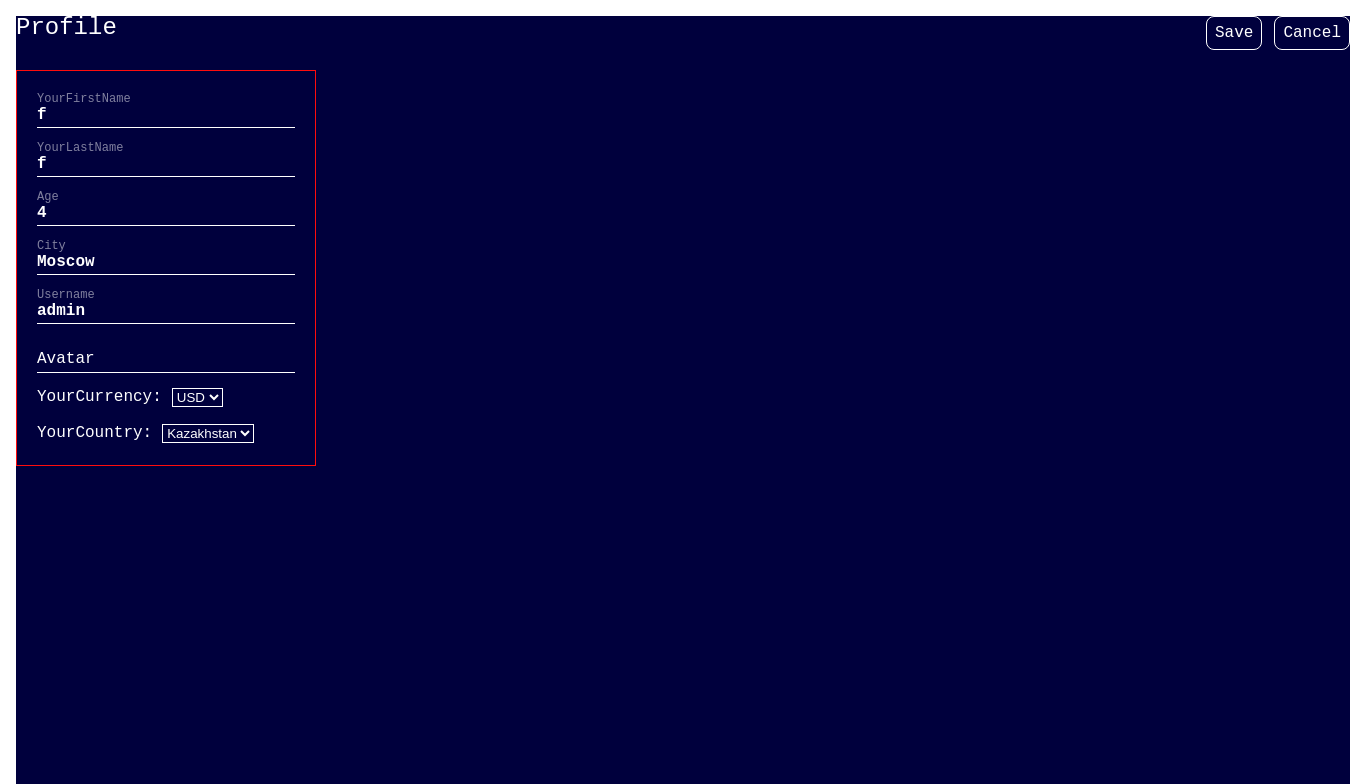 Profile
Save
Cancel
YourFirstName
f
YourLastName
f
Age
4
City
Moscow
Username
admin
Avatar
YourCurrency: USD
YourCountry: Kazakhstan